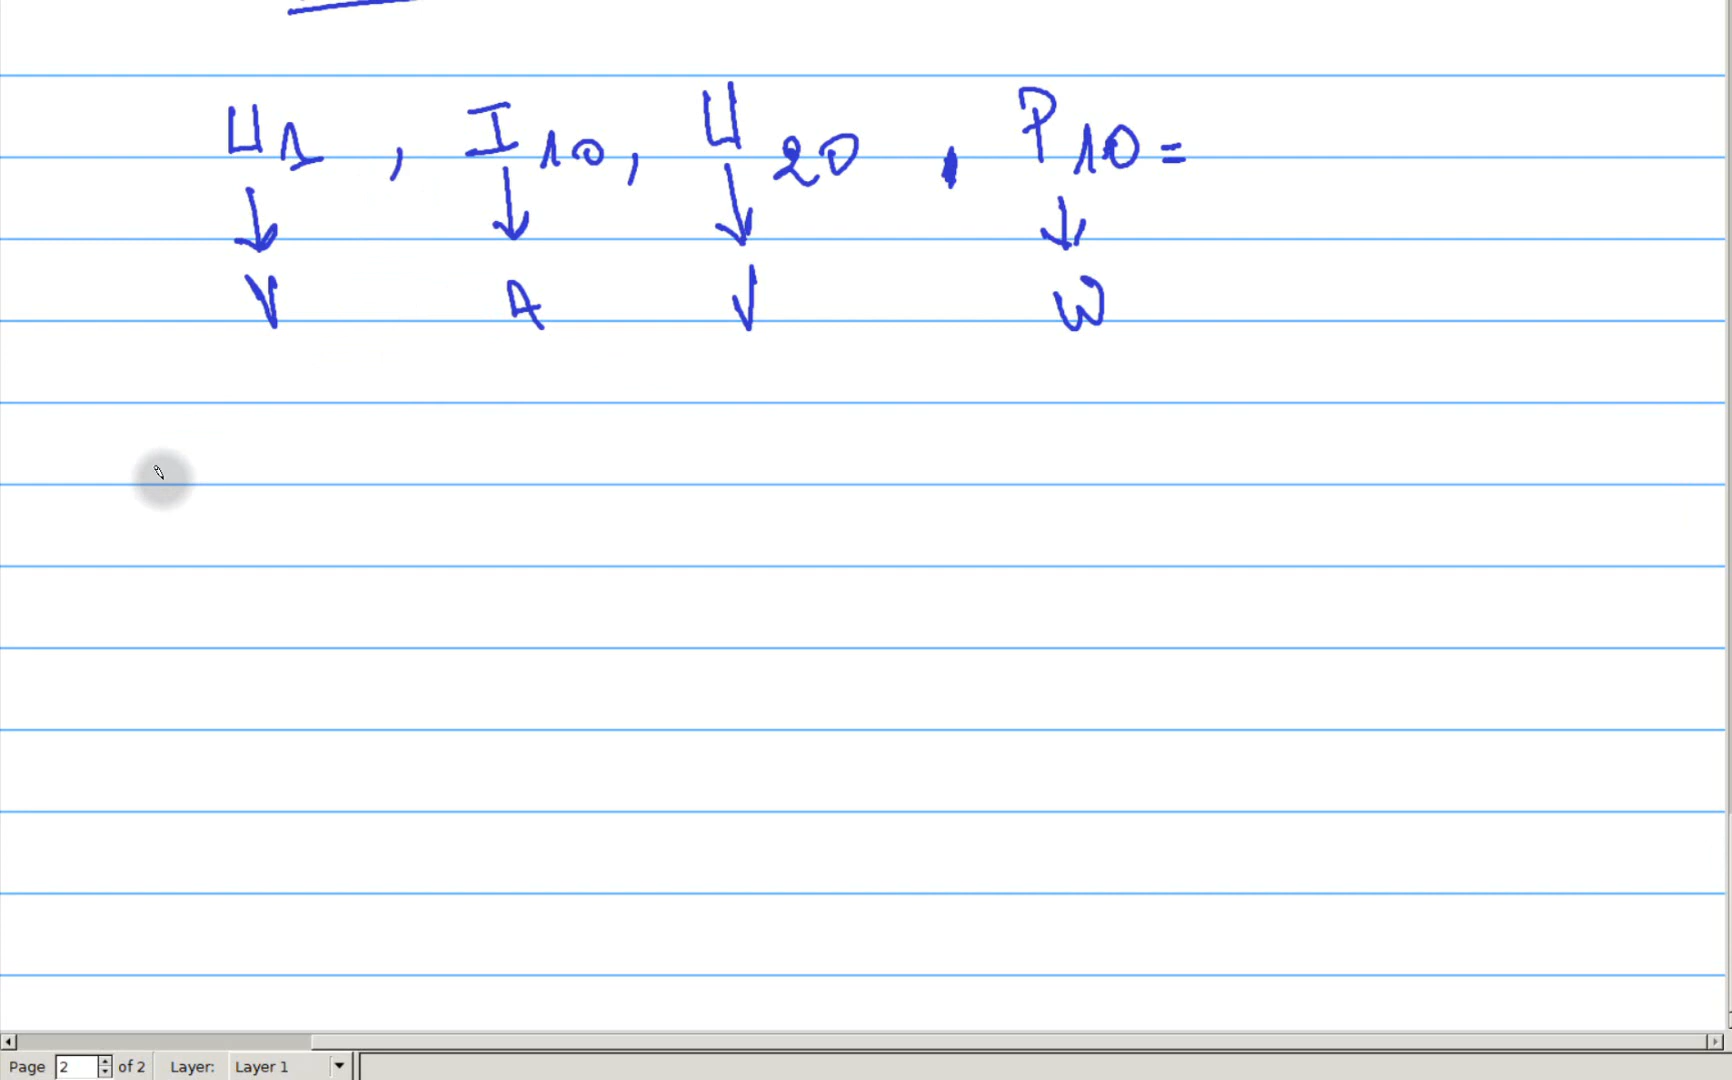 U1 , I10, U20 , P10=
↓ ↓ ↓ ↓
V A V W
Page 2 of 2 Layer: Layer 1